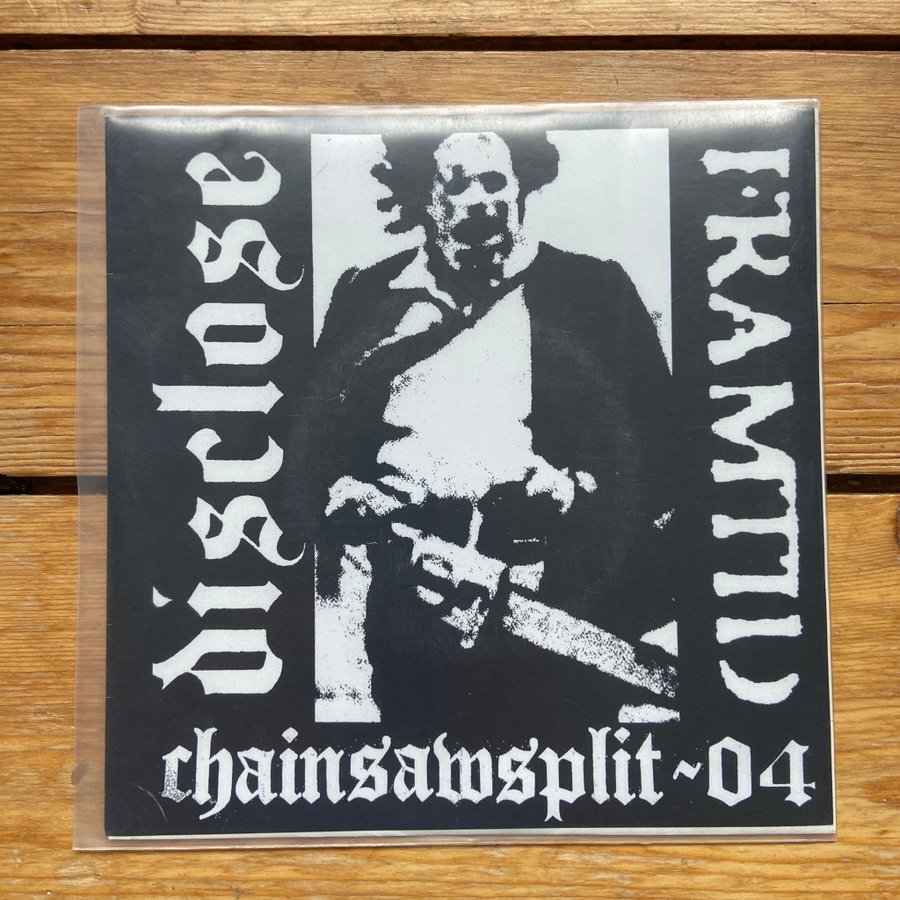 disclose
FRAMTID
chainsawsplit ~04